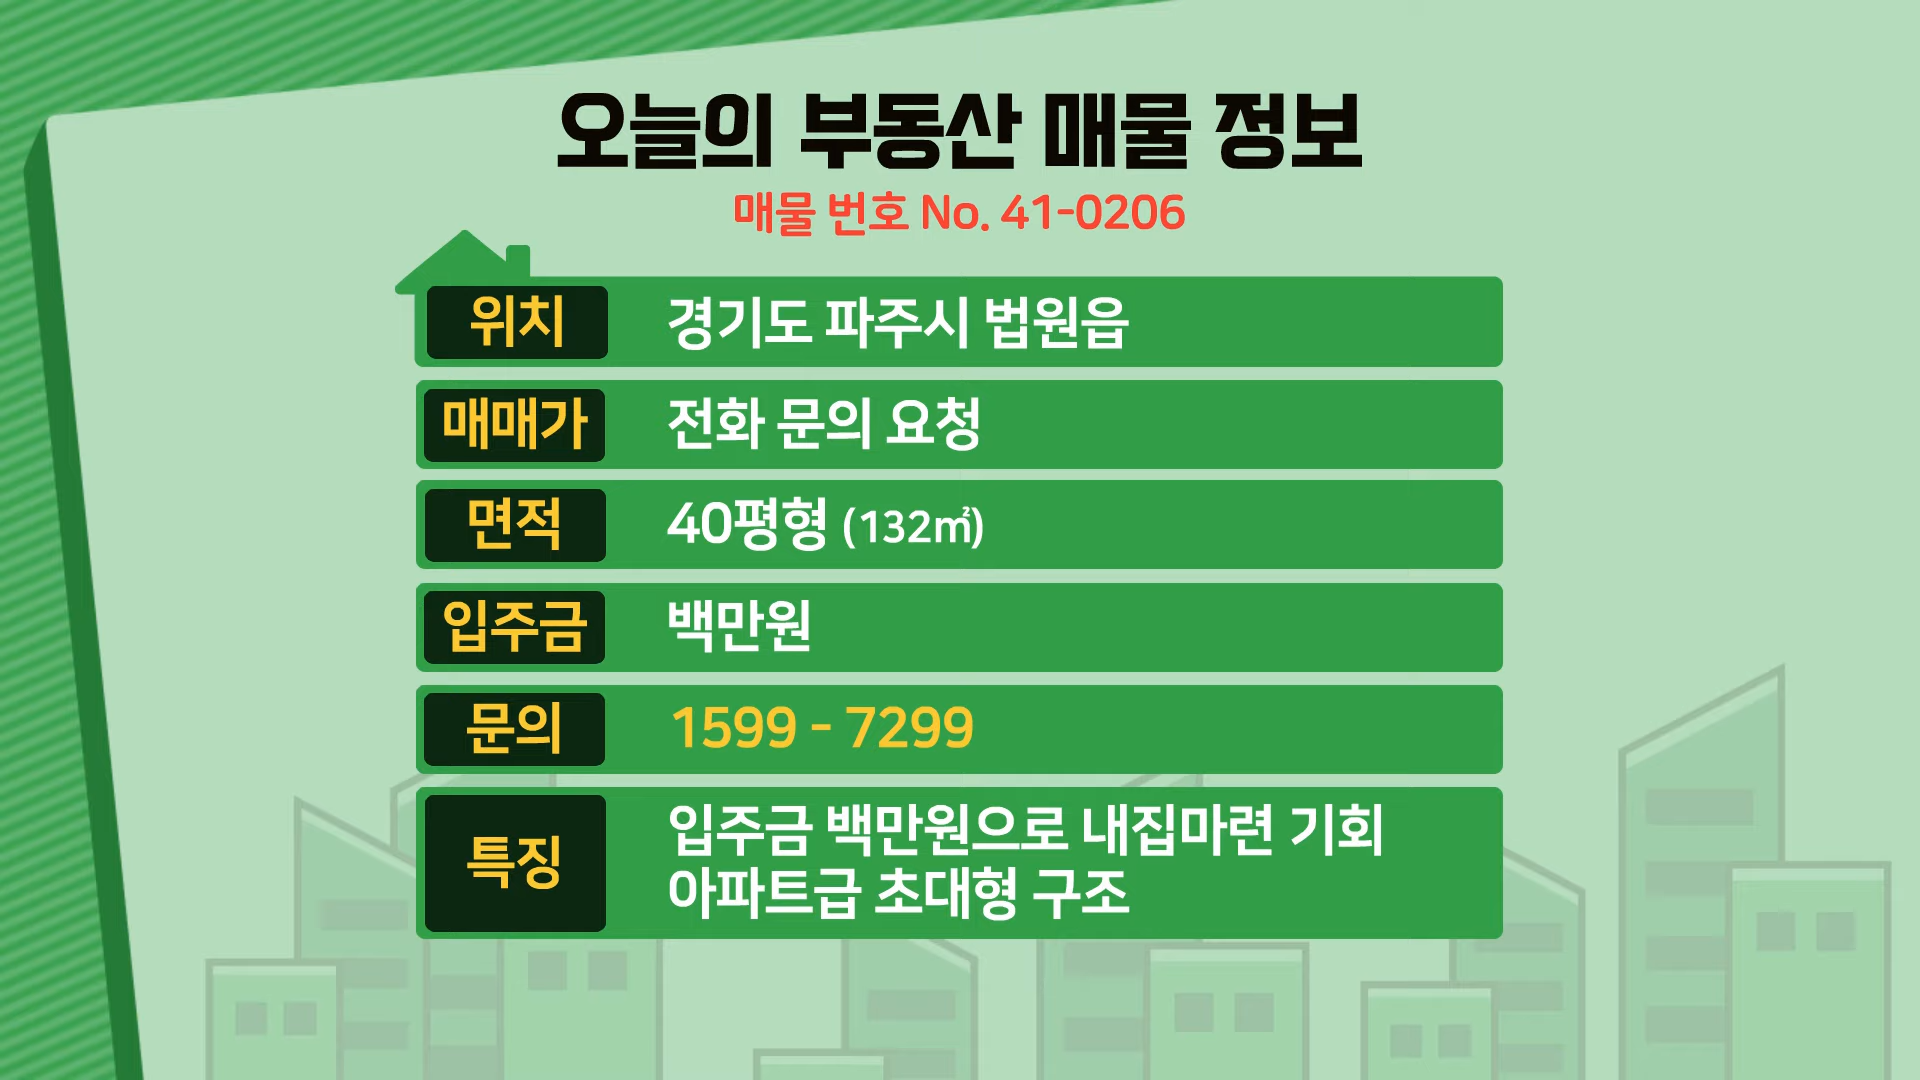 오늘의 부동산 매물 정보
매물 번호 No. 41-0206
위치 경기도 파주시 법원읍
매매가 전화 문의 요청
면적 40평형 (132㎡)
입주금 백만원
문의 1599 - 7299
특징 입주금 백만원으로 내집마련 기회
아파트급 초대형 구조